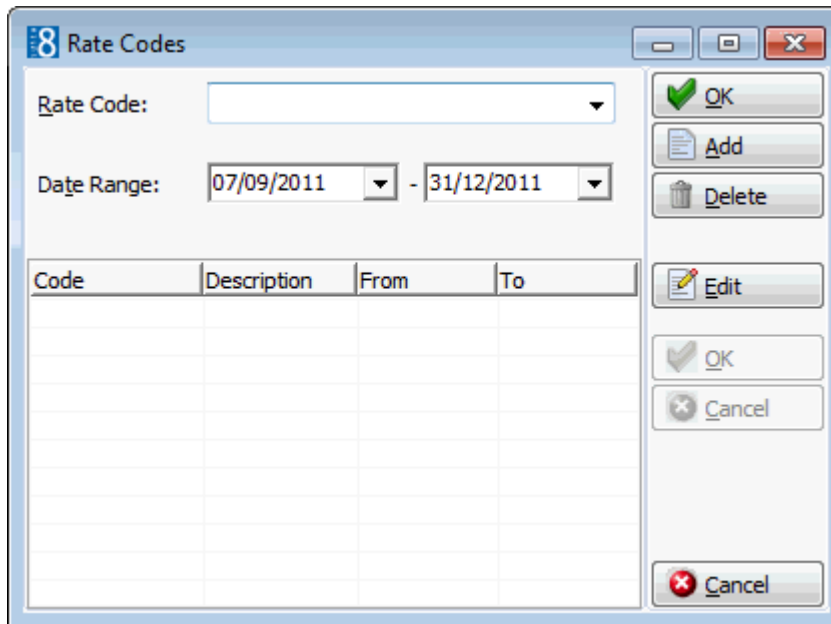 8 Rate Codes
Rate Code:
Date Range: 07/09/2011 - 31/12/2011
Code Description From To
OK
Add
Delete
Edit
OK
Cancel
Cancel